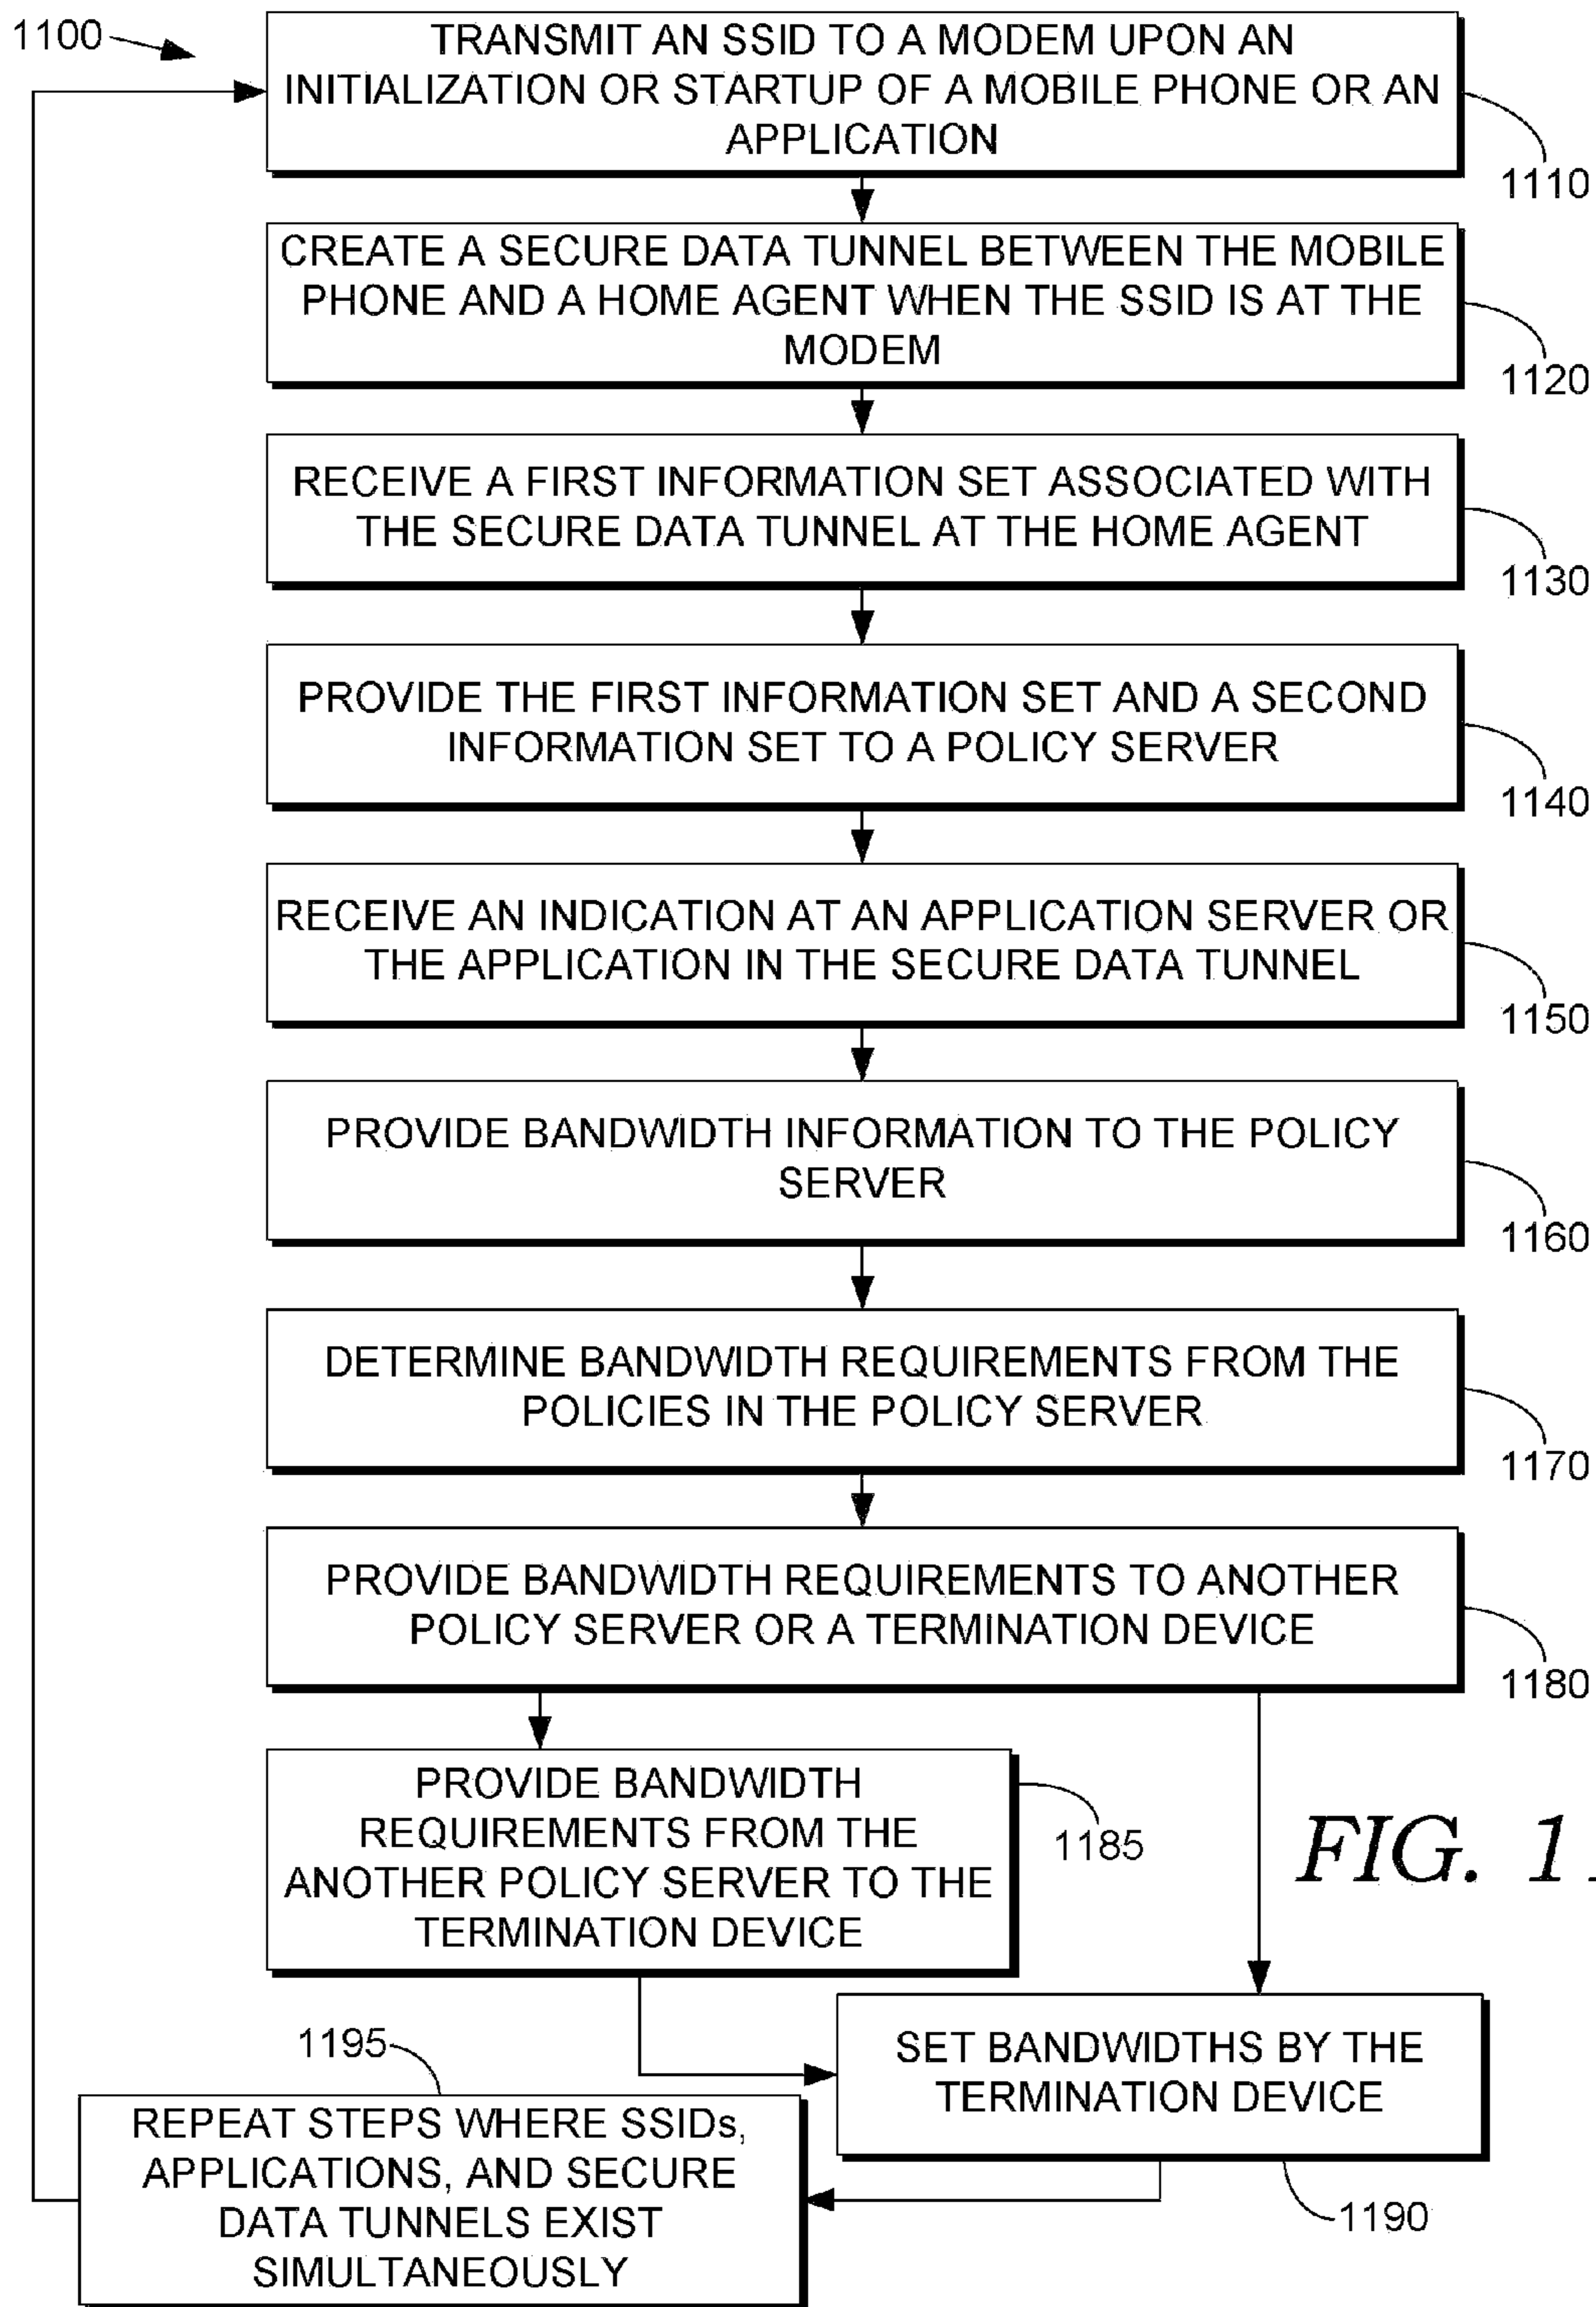 1100
TRANSMIT AN SSID TO A MODEM UPON AN
INITIALIZATION OR STARTUP OF A MOBILE PHONE OR AN
APPLICATION
1110
CREATE A SECURE DATA TUNNEL BETWEEN THE MOBILE
PHONE AND A HOME AGENT WHEN THE SSID IS AT THE
MODEM
1120
RECEIVE A FIRST INFORMATION SET ASSOCIATED WITH
THE SECURE DATA TUNNEL AT THE HOME AGENT
1130
PROVIDE THE FIRST INFORMATION SET AND A SECOND
INFORMATION SET TO A POLICY SERVER
1140
RECEIVE AN INDICATION AT AN APPLICATION SERVER OR
THE APPLICATION IN THE SECURE DATA TUNNEL
1150
PROVIDE BANDWIDTH INFORMATION TO THE POLICY
SERVER
1160
DETERMINE BANDWIDTH REQUIREMENTS FROM THE
POLICIES IN THE POLICY SERVER
1170
PROVIDE BANDWIDTH REQUIREMENTS TO ANOTHER
POLICY SERVER OR A TERMINATION DEVICE
1180
PROVIDE BANDWIDTH
REQUIREMENTS FROM THE
ANOTHER POLICY SERVER TO THE
TERMINATION DEVICE
1185
FIG. 11
SET BANDWIDTHS BY THE
TERMINATION DEVICE
1190
1195
REPEAT STEPS WHERE SSIDs,
APPLICATIONS, AND SECURE
DATA TUNNELS EXIST
SIMULTANEOUSLY